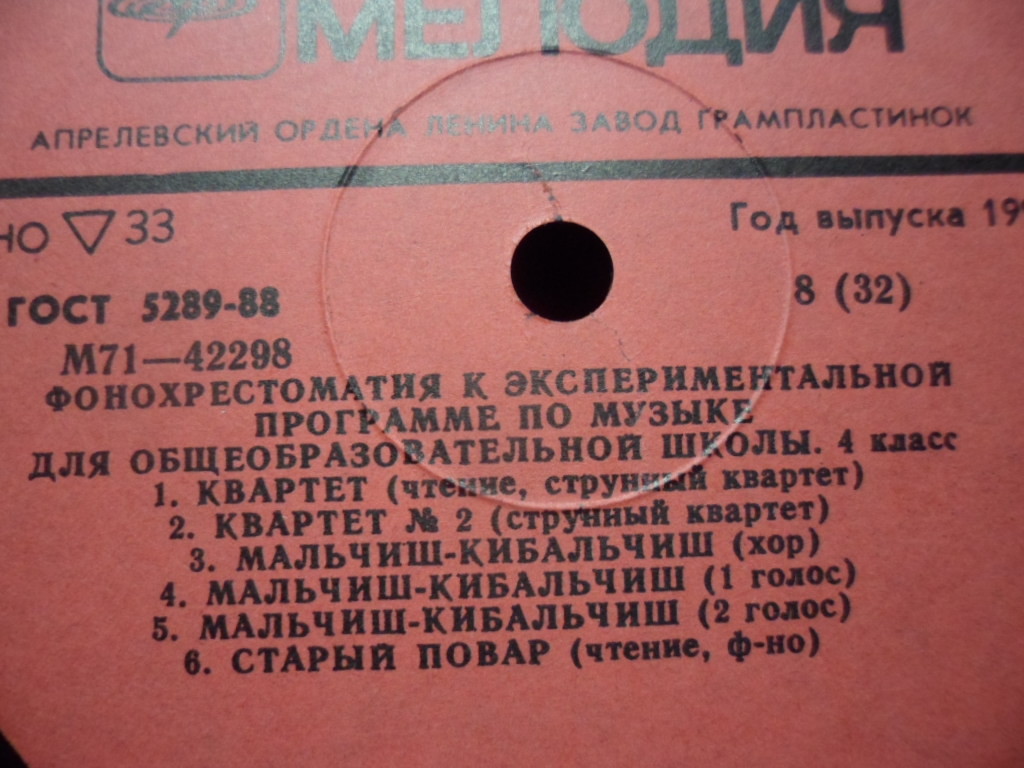 МЕЛОДИЯ
АПРЕЛЕВСКИЙ ОРДЕНА ЛЕНИНА ЗАВОД ГРАМПЛАСТИНОК
НО ▽ 33
Год выпуска 19
ГОСТ 5289-88
8 (32)
М71—42298
ФОНОХРЕСТОМАТИЯ К ЭКСПЕРИМЕНТАЛЬНОЙ
ПРОГРАММЕ ПО МУЗЫКЕ
ДЛЯ ОБЩЕОБРАЗОВАТЕЛЬНОЙ ШКОЛЫ. 4 класс
1. КВАРТЕТ (чтение, струнный квартет)
2. КВАРТЕТ № 2 (струнный квартет)
3. МАЛЬЧИШ-КИБАЛЬЧИШ (хор)
4. МАЛЬЧИШ-КИБАЛЬЧИШ (1 голос)
5. МАЛЬЧИШ-КИБАЛЬЧИШ (2 голос)
6. СТАРЫЙ ПОВАР (чтение, ф-но)